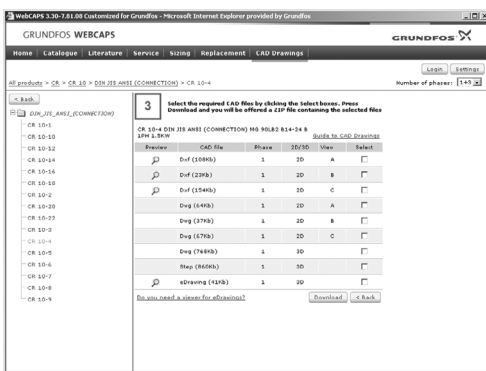 WebCAPS 3.30-7.81.08 Customized for Grundfos - Microsoft Internet Explorer provided by Grundfos
GRUNDFOS WEBCAPS
GRUNDFOS
Home Catalogue Literature Service Sizing Replacement CAD Drawings
Login Settings
All products > CR > CR 10 > DIN JIS ANSI (CONNECTION) > CR 10-4
Number of phases: 1+3
< Back
DIN_JIS_ANSI_(CONNECTION)
CR 10-1
CR 10-10
CR 10-12
CR 10-14
CR 10-16
CR 10-18
CR 10-2
CR 10-20
CR 10-22
CR 10-3
CR 10-4
CR 10-5
CR 10-6
CR 10-7
CR 10-8
CR 10-9
3
Select the required CAD files by clicking the Select boxes. Press
Download and you will be offered a ZIP file containing the selected files
CR 10-4 DIN JIS ANSI (CONNECTION) MG 90LB2 B14-24 B
1PH 1.5KW
Guide to CAD Drawings
Preview CAD file Phase 2D/3D View Select
Dxf (108Kb) 1 2D A
Dxf (23Kb) 1 2D B
Dxf (154Kb) 1 2D C
Dwg (64Kb) 1 2D A
Dwg (37Kb) 1 2D B
Dwg (67Kb) 1 2D C
Dwg (768Kb) 1 3D
Step (860Kb) 1 3D
eDrawing (41Kb) 1 3D
Do you need a viewer for eDrawings?
Download < Back